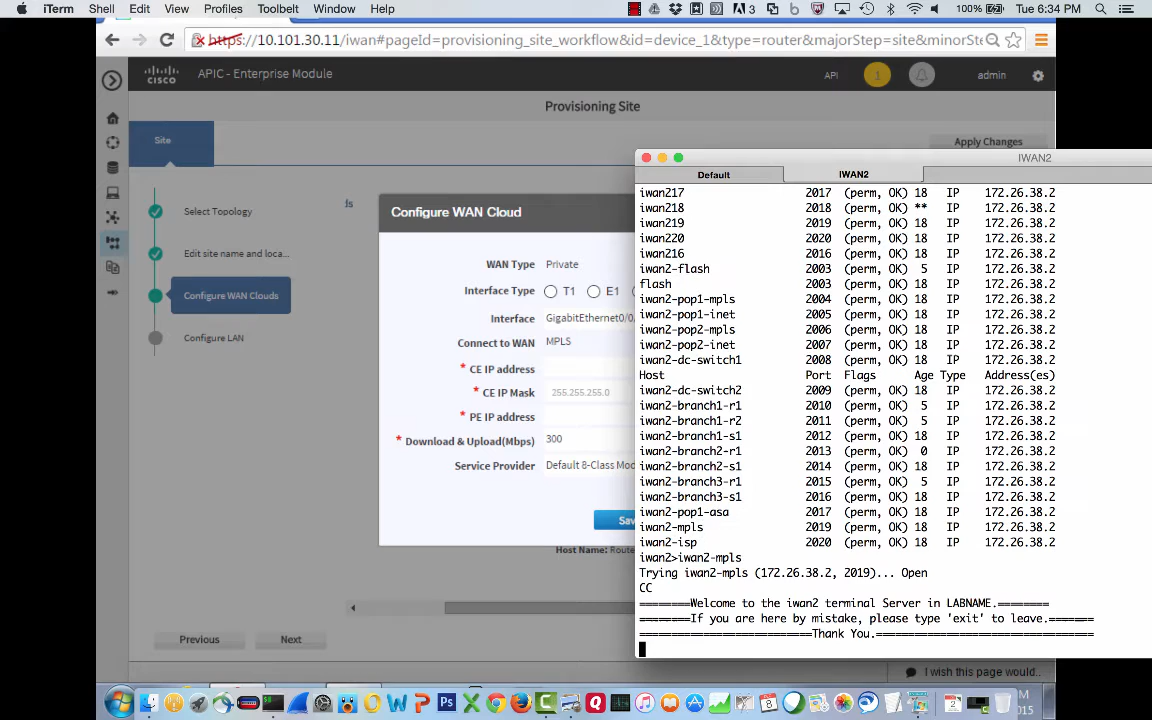 iTerm Shell Edit View Profiles Toolbelt Window Help 3 100% Tue 6:34 PM
https://10.101.30.11/iwan#pageId=provisioning_site_workflow&id=device_1&type=router&majorStep=site&minorSte
CISCO APIC - Enterprise Module API 1 admin
Provisioning Site
Site
Apply Changes
Select Topology
Edit site name and loca...
Configure WAN Clouds
Configure LAN
Configure WAN Cloud
WAN Type Private
Interface Type T1 E1
Interface GigabitEthernet0/0
Connect to WAN MPLS
* CE IP address
* CE IP Mask 255.255.255.0
* PE IP address
* Download & Upload(Mbps) 300
Service Provider Default 8-Class Mod
Host Name: Route
Previous Next
IWAN2
Default IWAN2
iwan217 2017 (perm, OK) 18 IP 172.26.38.2
iwan218 2018 (perm, OK) ** IP 172.26.38.2
iwan219 2019 (perm, OK) 18 IP 172.26.38.2
iwan220 2020 (perm, OK) 18 IP 172.26.38.2
iwan216 2016 (perm, OK) 18 IP 172.26.38.2
iwan2-flash 2003 (perm, OK) 5 IP 172.26.38.2
flash 2003 (perm, OK) 5 IP 172.26.38.2
iwan2-pop1-mpls 2004 (perm, OK) 18 IP 172.26.38.2
iwan2-pop1-inet 2005 (perm, OK) 18 IP 172.26.38.2
iwan2-pop2-mpls 2006 (perm, OK) 18 IP 172.26.38.2
iwan2-pop2-inet 2007 (perm, OK) 18 IP 172.26.38.2
iwan2-dc-switch1 2008 (perm, OK) 18 IP 172.26.38.2
Host Port Flags Age Type Address(es)
iwan2-dc-switch2 2009 (perm, OK) 18 IP 172.26.38.2
iwan2-branch1-r1 2010 (perm, OK) 5 IP 172.26.38.2
iwan2-branch1-r2 2011 (perm, OK) 5 IP 172.26.38.2
iwan2-branch1-s1 2012 (perm, OK) 18 IP 172.26.38.2
iwan2-branch2-r1 2013 (perm, OK) 0 IP 172.26.38.2
iwan2-branch2-s1 2014 (perm, OK) 18 IP 172.26.38.2
iwan2-branch3-r1 2015 (perm, OK) 5 IP 172.26.38.2
iwan2-branch3-s1 2016 (perm, OK) 18 IP 172.26.38.2
iwan2-pop1-asa 2017 (perm, OK) 18 IP 172.26.38.2
iwan2-mpls 2019 (perm, OK) 18 IP 172.26.38.2
iwan2-isp 2020 (perm, OK) 18 IP 172.26.38.2
iwan2>iwan2-mpls
Trying iwan2-mpls (172.26.38.2, 2019)... Open
CC
========Welcome to the iwan2 terminal Server in LABNAME.========
========If you are here by mistake, please type 'exit' to leave.=======
===========================Thank You.==================================
I wish this page would..